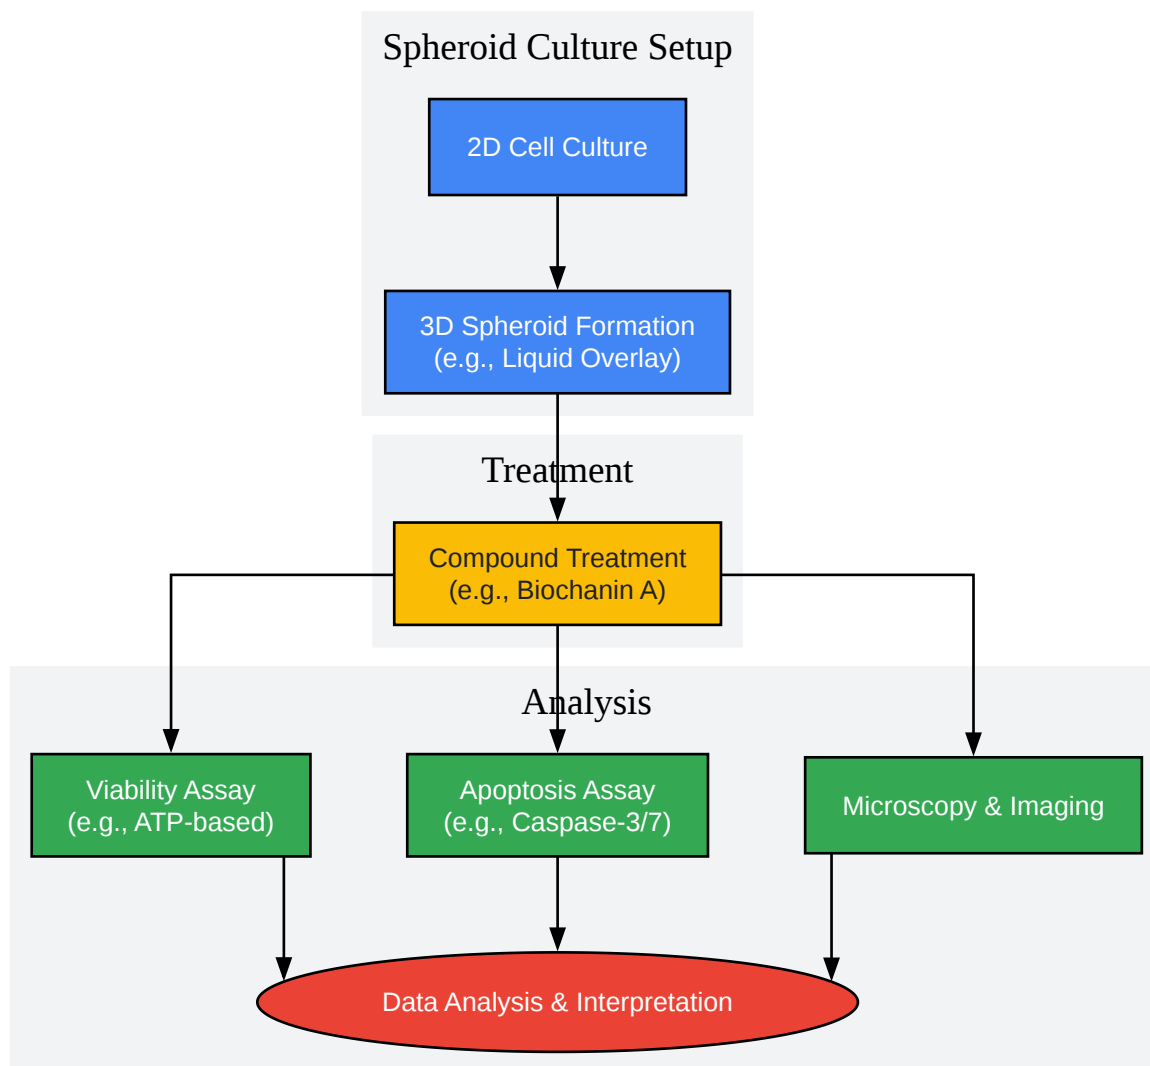 Spheroid Culture Setup
2D Cell Culture
3D Spheroid Formation
(e.g., Liquid Overlay)
Treatment
Compound Treatment
(e.g., Biochanin A)
Analysis
Viability Assay
(e.g., ATP-based)
Apoptosis Assay
(e.g., Caspase-3/7)
Microscopy & Imaging
Data Analysis & Interpretation